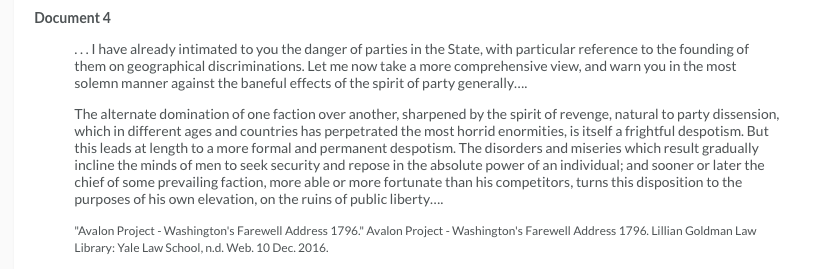 Document 4
. . . I have already intimated to you the danger of parties in the State, with particular reference to the founding of
them on geographical discriminations. Let me now take a more comprehensive view, and warn you in the most
solemn manner against the baneful effects of the spirit of party generally....
The alternate domination of one faction over another, sharpened by the spirit of revenge, natural to party dissension,
which in different ages and countries has perpetrated the most horrid enormities, is itself a frightful despotism. But
this leads at length to a more formal and permanent despotism. The disorders and miseries which result gradually
incline the minds of men to seek security and repose in the absolute power of an individual; and sooner or later the
chief of some prevailing faction, more able or more fortunate than his competitors, turns this disposition to the
purposes of his own elevation, on the ruins of public liberty....
"Avalon Project - Washington's Farewell Address 1796." Avalon Project - Washington's Farewell Address 1796. Lillian Goldman Law
Library: Yale Law School, n.d. Web. 10 Dec. 2016.